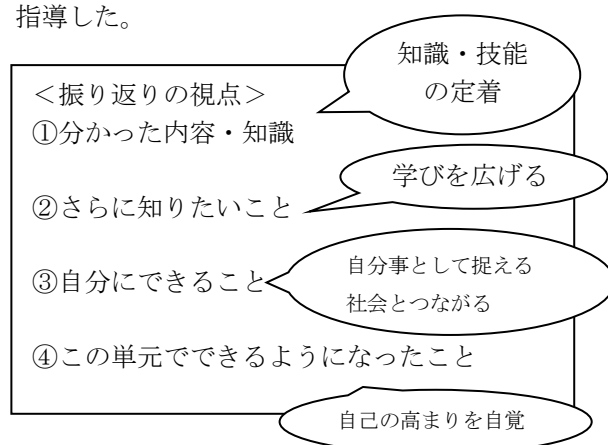 指導した。
知識・技能
の定着
＜振り返りの視点＞
①分かった内容・知識
学びを広げる
②さらに知りたいこと
自分事として捉える
社会とつながる
③自分にできること
④この単元でできるようになったこと
自己の高まりを自覚